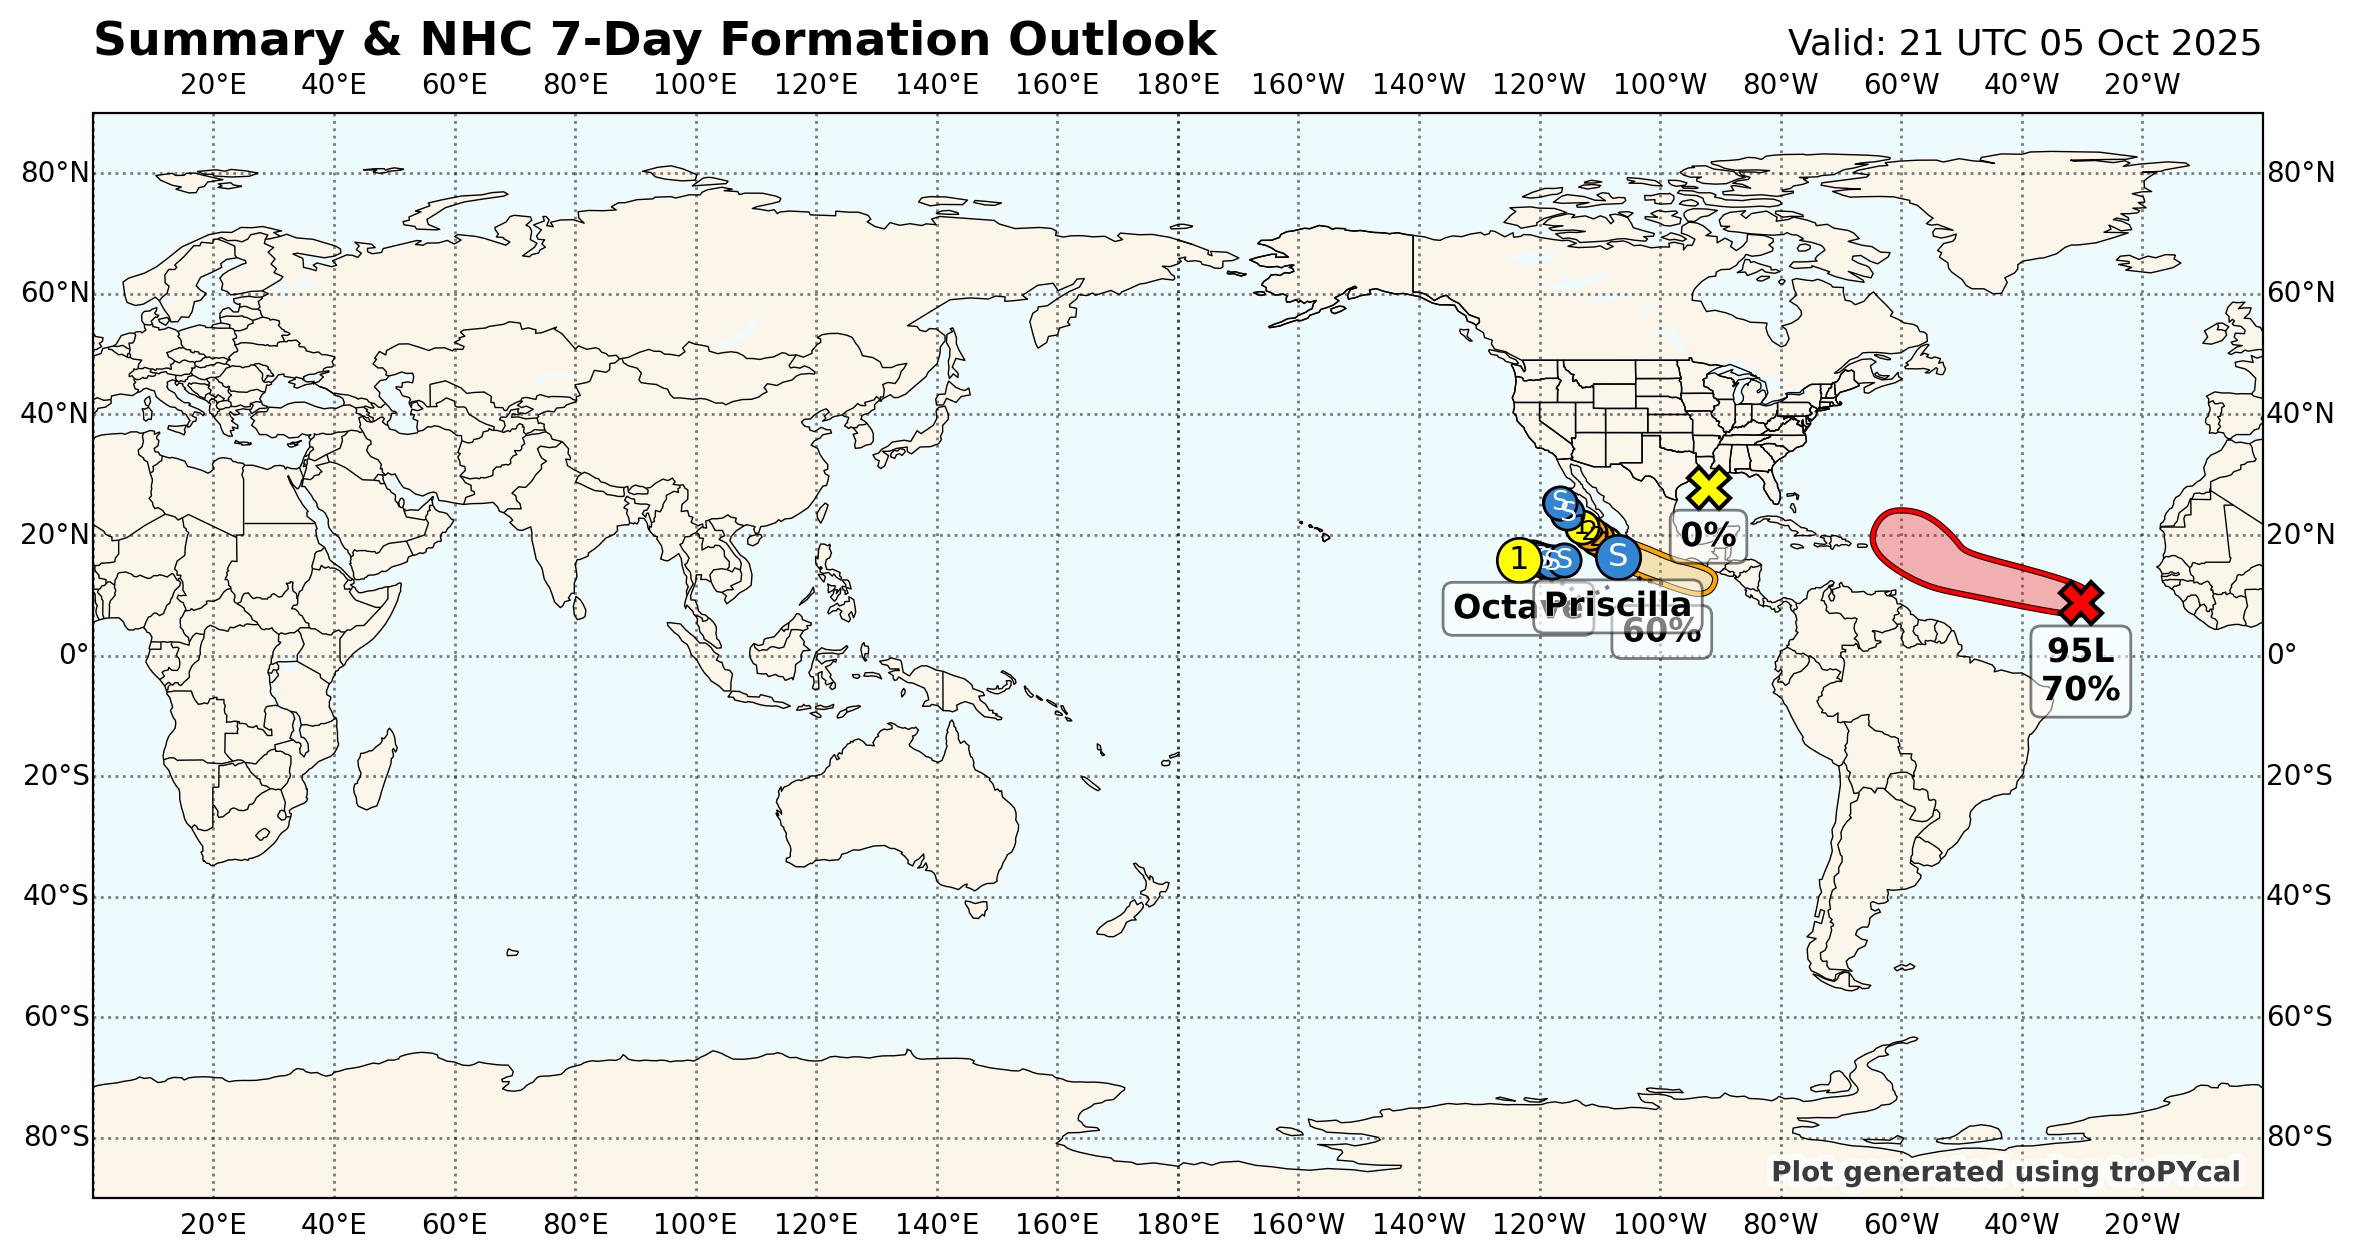 Summary & NHC 7-Day Formation Outlook
Valid: 21 UTC 05 Oct 2025
20°E 40°E 60°E 80°E 100°E 120°E 140°E 160°E 180°E 160°W 140°W 120°W 100°W 80°W 60°W 40°W 20°W
80°N 80°N
60°N 60°N
40°N 40°N
S
S
0%
1 2 2
20°N 20°N
1 S S S
Octave Priscilla
60%
0° 0°
95L
70%
20°S 20°S
40°S 40°S
60°S 60°S
80°S 80°S
Plot generated using troPYcal
20°E 40°E 60°E 80°E 100°E 120°E 140°E 160°E 180°E 160°W 140°W 120°W 100°W 80°W 60°W 40°W 20°W